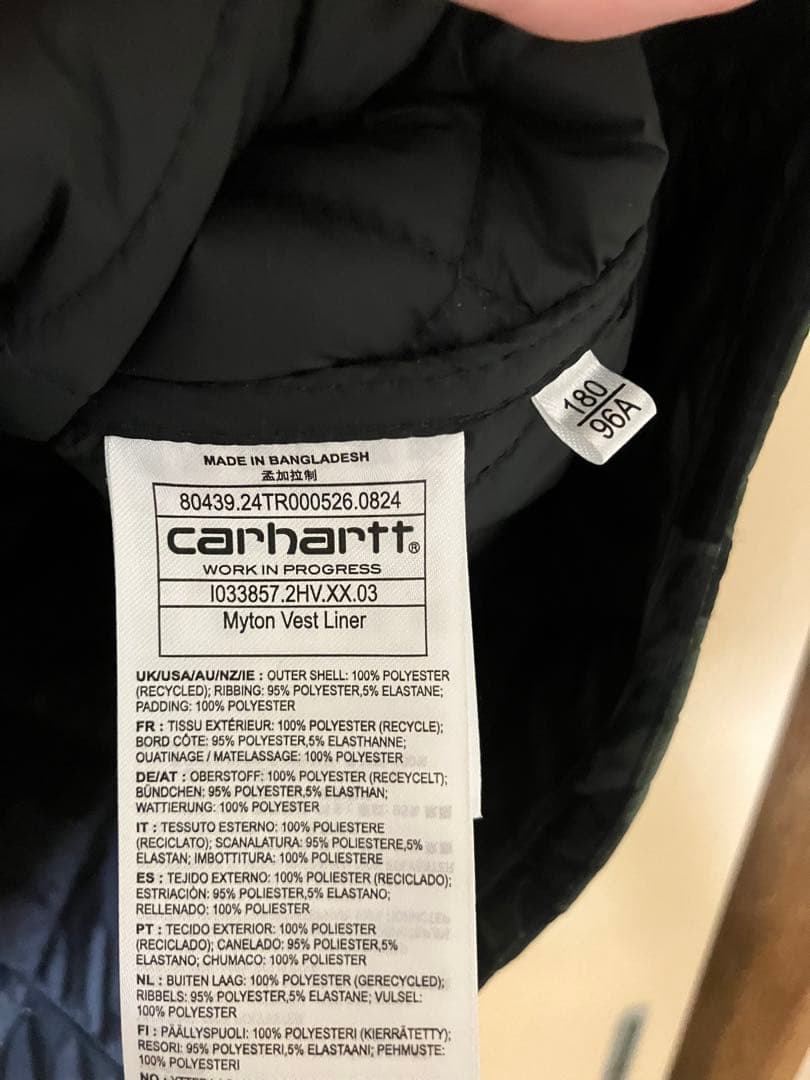 180
96A
MADE IN BANGLADESH
孟加拉制
80439.24TR000526.0824
carhartt®
WORK IN PROGRESS
I033857.2HV.XX.03
Myton Vest Liner
UK/USA/AU/NZ/IE : OUTER SHELL: 100% POLYESTER
(RECYCLED); RIBBING: 95% POLYESTER,5% ELASTANE;
PADDING: 100% POLYESTER
FR : TISSU EXTÉRIEUR: 100% POLYESTER (RECYCLE);
BORD CÔTE: 95% POLYESTER,5% ELASTHANNE;
OUATINAGE / MATELASSAGE: 100% POLYESTER
DE/AT : OBERSTOFF: 100% POLYESTER (RECEYCELT);
BÜNDCHEN: 95% POLYESTER,5% ELASTHAN;
WATTIERUNG: 100% POLYESTER
IT : TESSUTO ESTERNO: 100% POLIESTERE
(RECICLATO); SCANALATURA: 95% POLIESTERE,5%
ELASTAN; IMBOTTITURA: 100% POLIESTERE
ES : TEJIDO EXTERNO: 100% POLIESTER (RECICLADO);
ESTRIACIÓN: 95% POLIESTER,5% ELASTANO;
RELLENADO: 100% POLIESTER
PT : TECIDO EXTERIOR: 100% POLIESTER
(RECICLADO); CANELADO: 95% POLIESTER,5%
ELASTANO; CHUMACO: 100% POLIESTER
NL : BUITEN LAAG: 100% POLYESTER (GERECYCLED);
RIBBELS: 95% POLYESTER,5% ELASTANE; VULSEL:
100% POLYESTER
FI : PÄÄLLYSPUOLI: 100% POLYESTERI (KIERRÄTETTY);
RESORI: 95% POLYESTERI,5% ELASTAANI; PEHMUSTE:
100% POLYESTERI